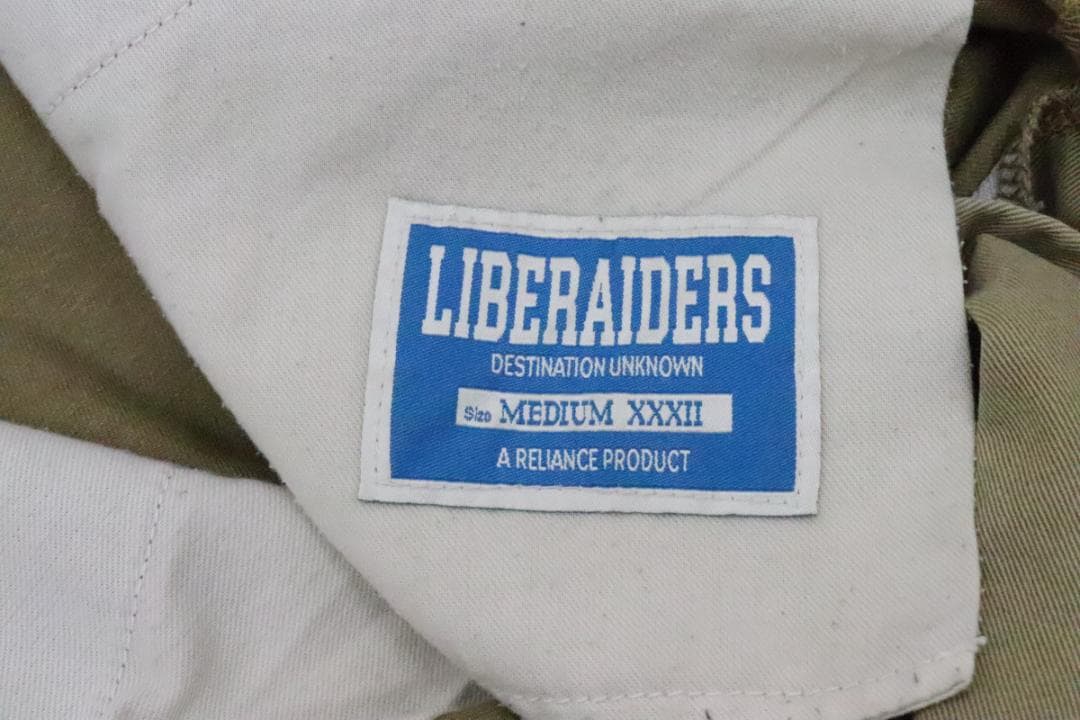 LIBERAIDERS
DESTINATION UNKNOWN
Size MEDIUM XXXII
A RELIANCE PRODUCT